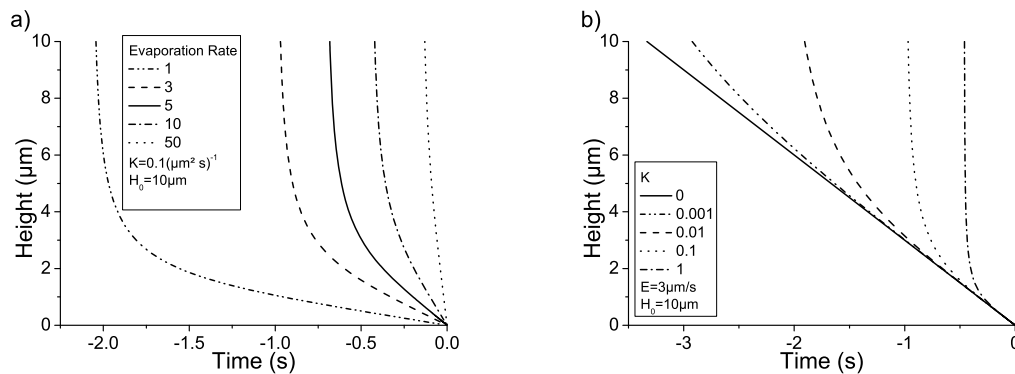 a)
Height (µm)
10
8
6
4
2
0
Evaporation Rate
1
3
5
10
50
K=0.1(µm² s)⁻¹
H₀=10µm
-2.0 -1.5 -1.0 -0.5 0.0
Time (s)
b)
Height (µm)
10
8
6
4
2
0
K
0
0.001
0.01
0.1
1
E=3µm/s
H₀=10µm
-3 -2 -1 0
Time (s)